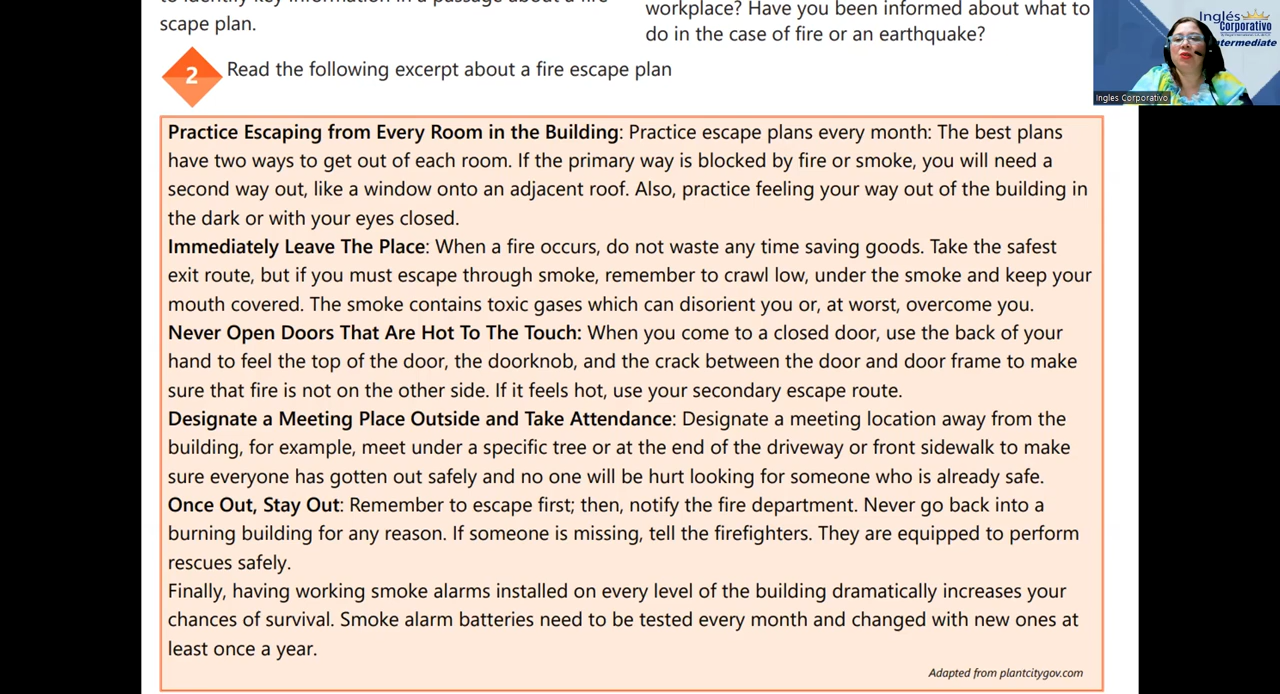 to identify key information in a passage about a fire
scape plan.
workplace? Have you been informed about what to
do in the case of fire or an earthquake?
2
Read the following excerpt about a fire escape plan
Practice Escaping from Every Room in the Building: Practice escape plans every month: The best plans
have two ways to get out of each room. If the primary way is blocked by fire or smoke, you will need a
second way out, like a window onto an adjacent roof. Also, practice feeling your way out of the building in
the dark or with your eyes closed.
Immediately Leave The Place: When a fire occurs, do not waste any time saving goods. Take the safest
exit route, but if you must escape through smoke, remember to crawl low, under the smoke and keep your
mouth covered. The smoke contains toxic gases which can disorient you or, at worst, overcome you.
Never Open Doors That Are Hot To The Touch: When you come to a closed door, use the back of your
hand to feel the top of the door, the doorknob, and the crack between the door and door frame to make
sure that fire is not on the other side. If it feels hot, use your secondary escape route.
Designate a Meeting Place Outside and Take Attendance: Designate a meeting location away from the
building, for example, meet under a specific tree or at the end of the driveway or front sidewalk to make
sure everyone has gotten out safely and no one will be hurt looking for someone who is already safe.
Once Out, Stay Out: Remember to escape first; then, notify the fire department. Never go back into a
burning building for any reason. If someone is missing, tell the firefighters. They are equipped to perform
rescues safely.
Finally, having working smoke alarms installed on every level of the building dramatically increases your
chances of survival. Smoke alarm batteries need to be tested every month and changed with new ones at
least once a year.
Adapted from plantcitygov.com
Inglés
Corporativo
ntermediate
Ingles Corporativo